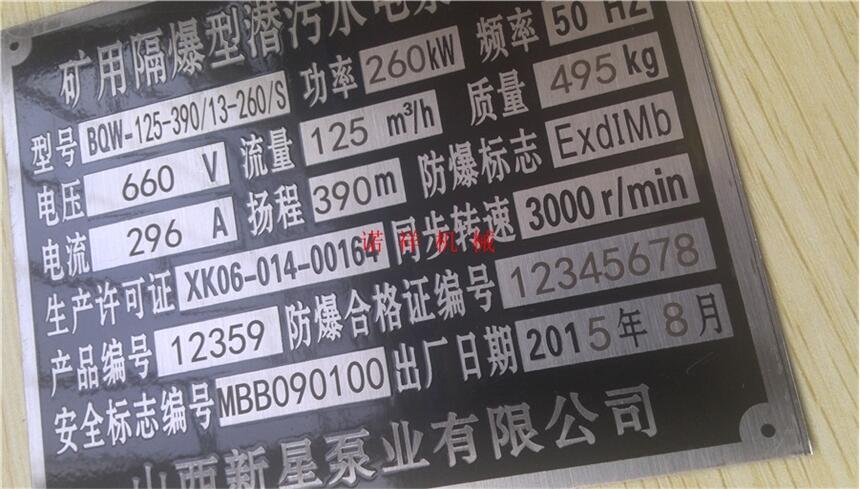 矿用隔爆型潜污水电泵
型号 BQW-125-390/13-260/S 功率 260kW 频率 50 HZ
电压 660 V 流量 125 m³/h 质量 495 kg
电流 296 A 扬程 390m 防爆标志 ExdIMb
生产许可证 XK06-014-00164 同步转速 3000 r/min
产品编号 12359 防爆合格证编号 12345678
安全标志编号 MBB090100 出厂日期 2015年8月
山西新星泵业有限公司
诺祥机械